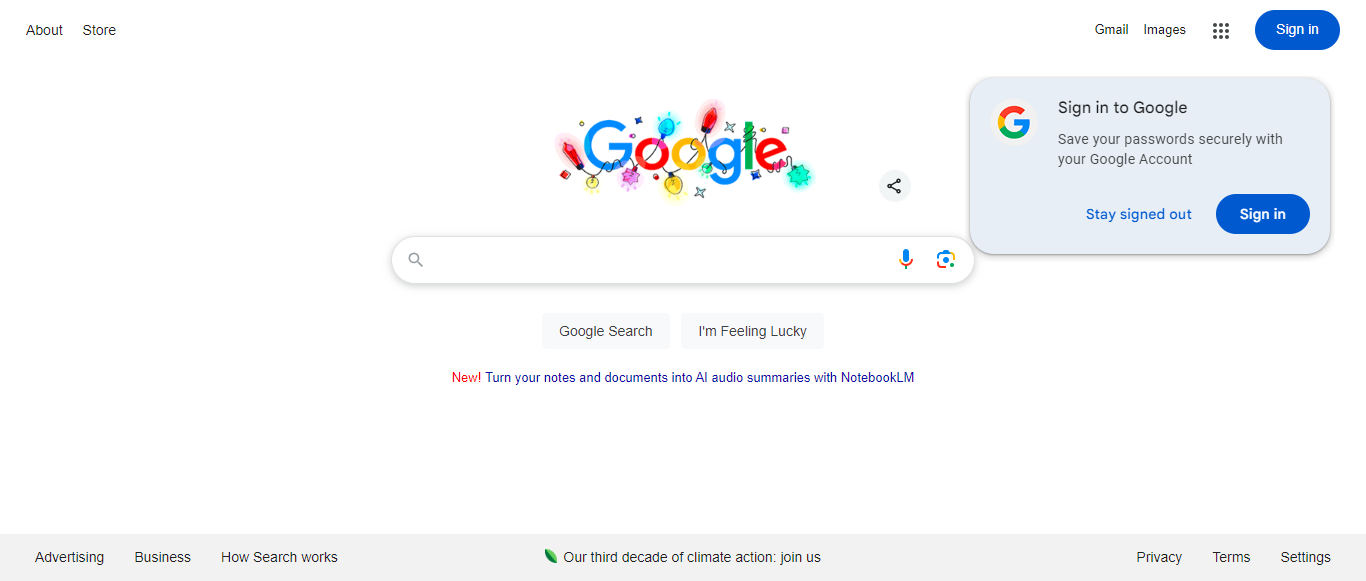 About Store
Gmail Images Sign in
Google
Sign in to Google
Save your passwords securely with
your Google Account
Stay signed out Sign in
Google Search I'm Feeling Lucky
New! Turn your notes and documents into AI audio summaries with NotebookLM
Advertising Business How Search works
Our third decade of climate action: join us
Privacy Terms Settings